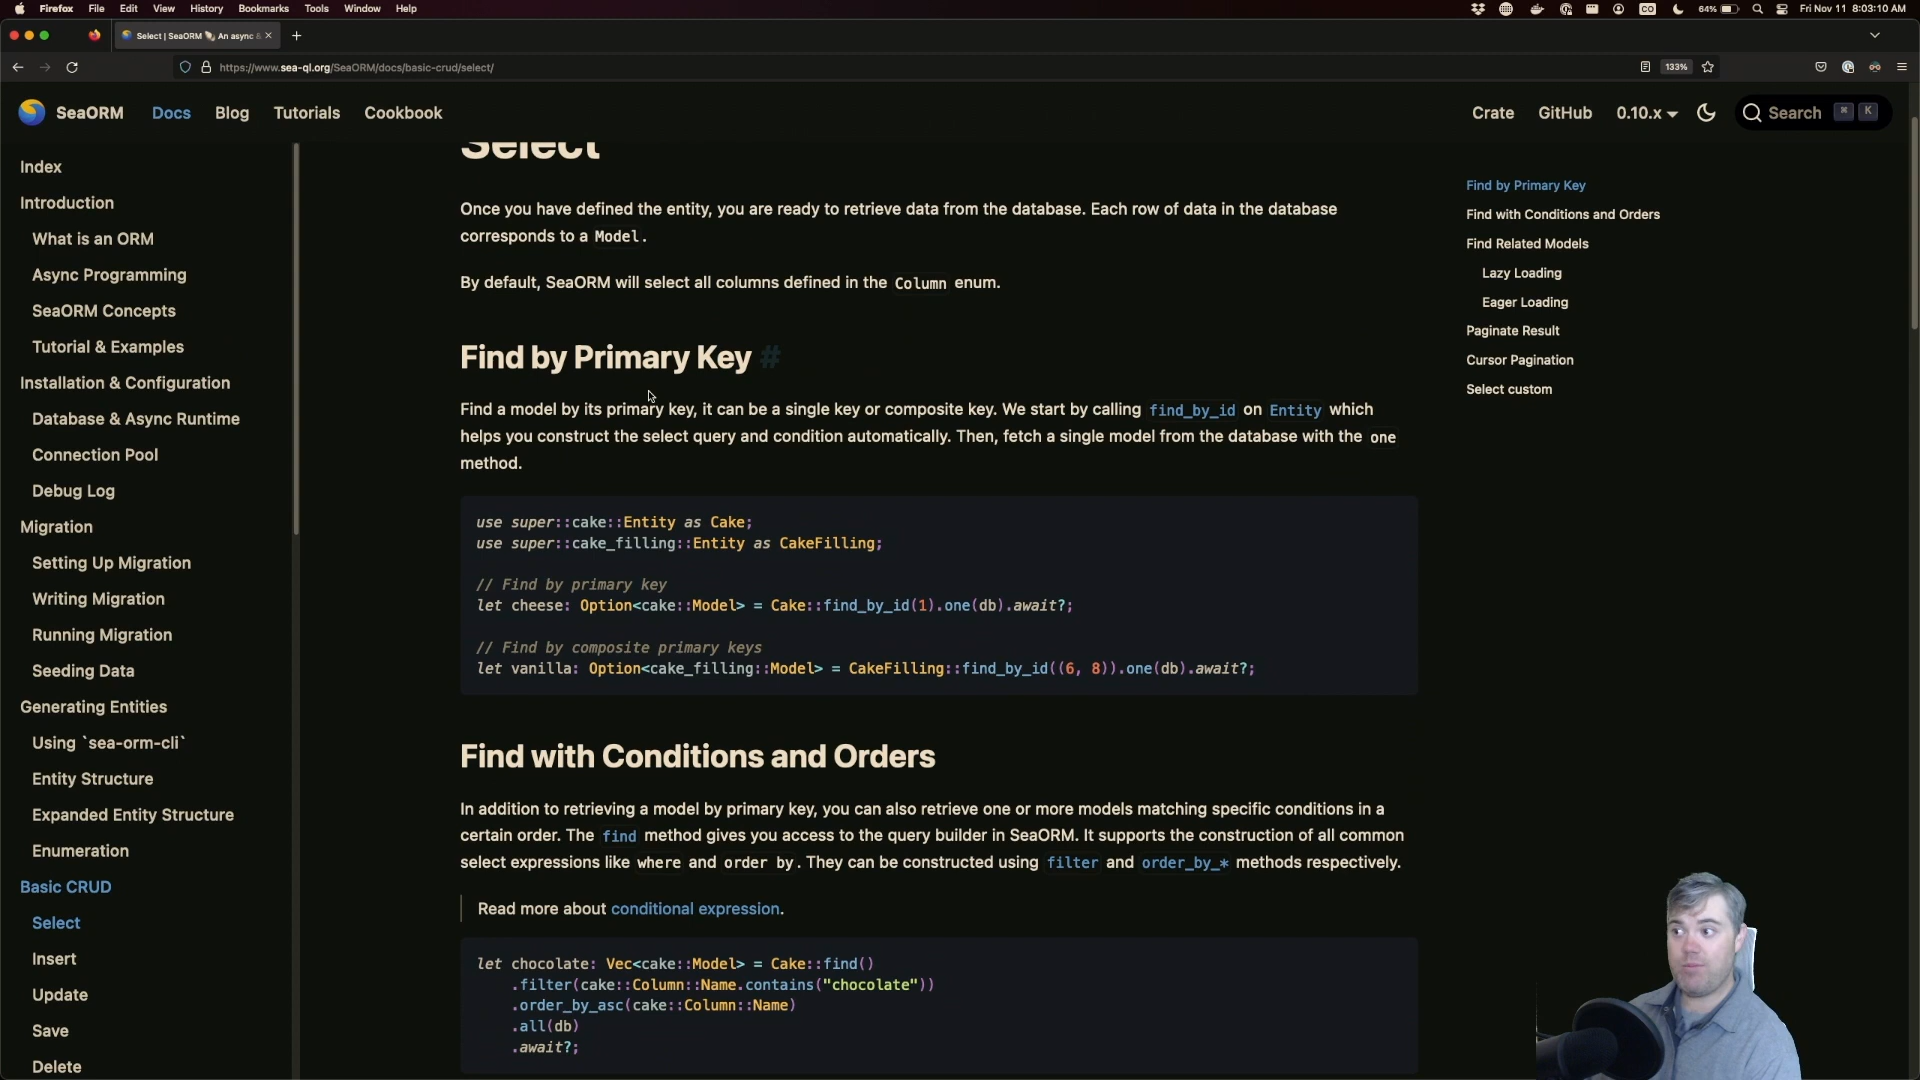 Firefox File Edit View History Bookmarks Tools Window Help
CO 64% Fri Nov 11 8:03:10 AM
Select | SeaORM 🐚 An async &
https://www.sea-ql.org/SeaORM/docs/basic-crud/select/
133%
SeaORM Docs Blog Tutorials Cookbook
Crate GitHub 0.10.x Search ⌘ K
Index
Introduction
What is an ORM
Async Programming
SeaORM Concepts
Tutorial & Examples
Installation & Configuration
Database & Async Runtime
Connection Pool
Debug Log
Migration
Setting Up Migration
Writing Migration
Running Migration
Seeding Data
Generating Entities
Using `sea-orm-cli`
Entity Structure
Expanded Entity Structure
Enumeration
Basic CRUD
Select
Insert
Update
Save
Delete
Select
Once you have defined the entity, you are ready to retrieve data from the database. Each row of data in the database
corresponds to a Model.
By default, SeaORM will select all columns defined in the Column enum.
Find by Primary Key #
Find a model by its primary key, it can be a single key or composite key. We start by calling find_by_id on Entity which
helps you construct the select query and condition automatically. Then, fetch a single model from the database with the one
method.
use super::cake::Entity as Cake;
use super::cake_filling::Entity as CakeFilling;
// Find by primary key
let cheese: Option<cake::Model> = Cake::find_by_id(1).one(db).await?;
// Find by composite primary keys
let vanilla: Option<cake_filling::Model> = CakeFilling::find_by_id((6, 8)).one(db).await?;
Find with Conditions and Orders
In addition to retrieving a model by primary key, you can also retrieve one or more models matching specific conditions in a
certain order. The find method gives you access to the query builder in SeaORM. It supports the construction of all common
select expressions like where and order by. They can be constructed using filter and order_by_* methods respectively.
Read more about conditional expression.
let chocolate: Vec<cake::Model> = Cake::find()
.filter(cake::Column::Name.contains("chocolate"))
.order_by_asc(cake::Column::Name)
.all(db)
.await?;
Find by Primary Key
Find with Conditions and Orders
Find Related Models
Lazy Loading
Eager Loading
Paginate Result
Cursor Pagination
Select custom